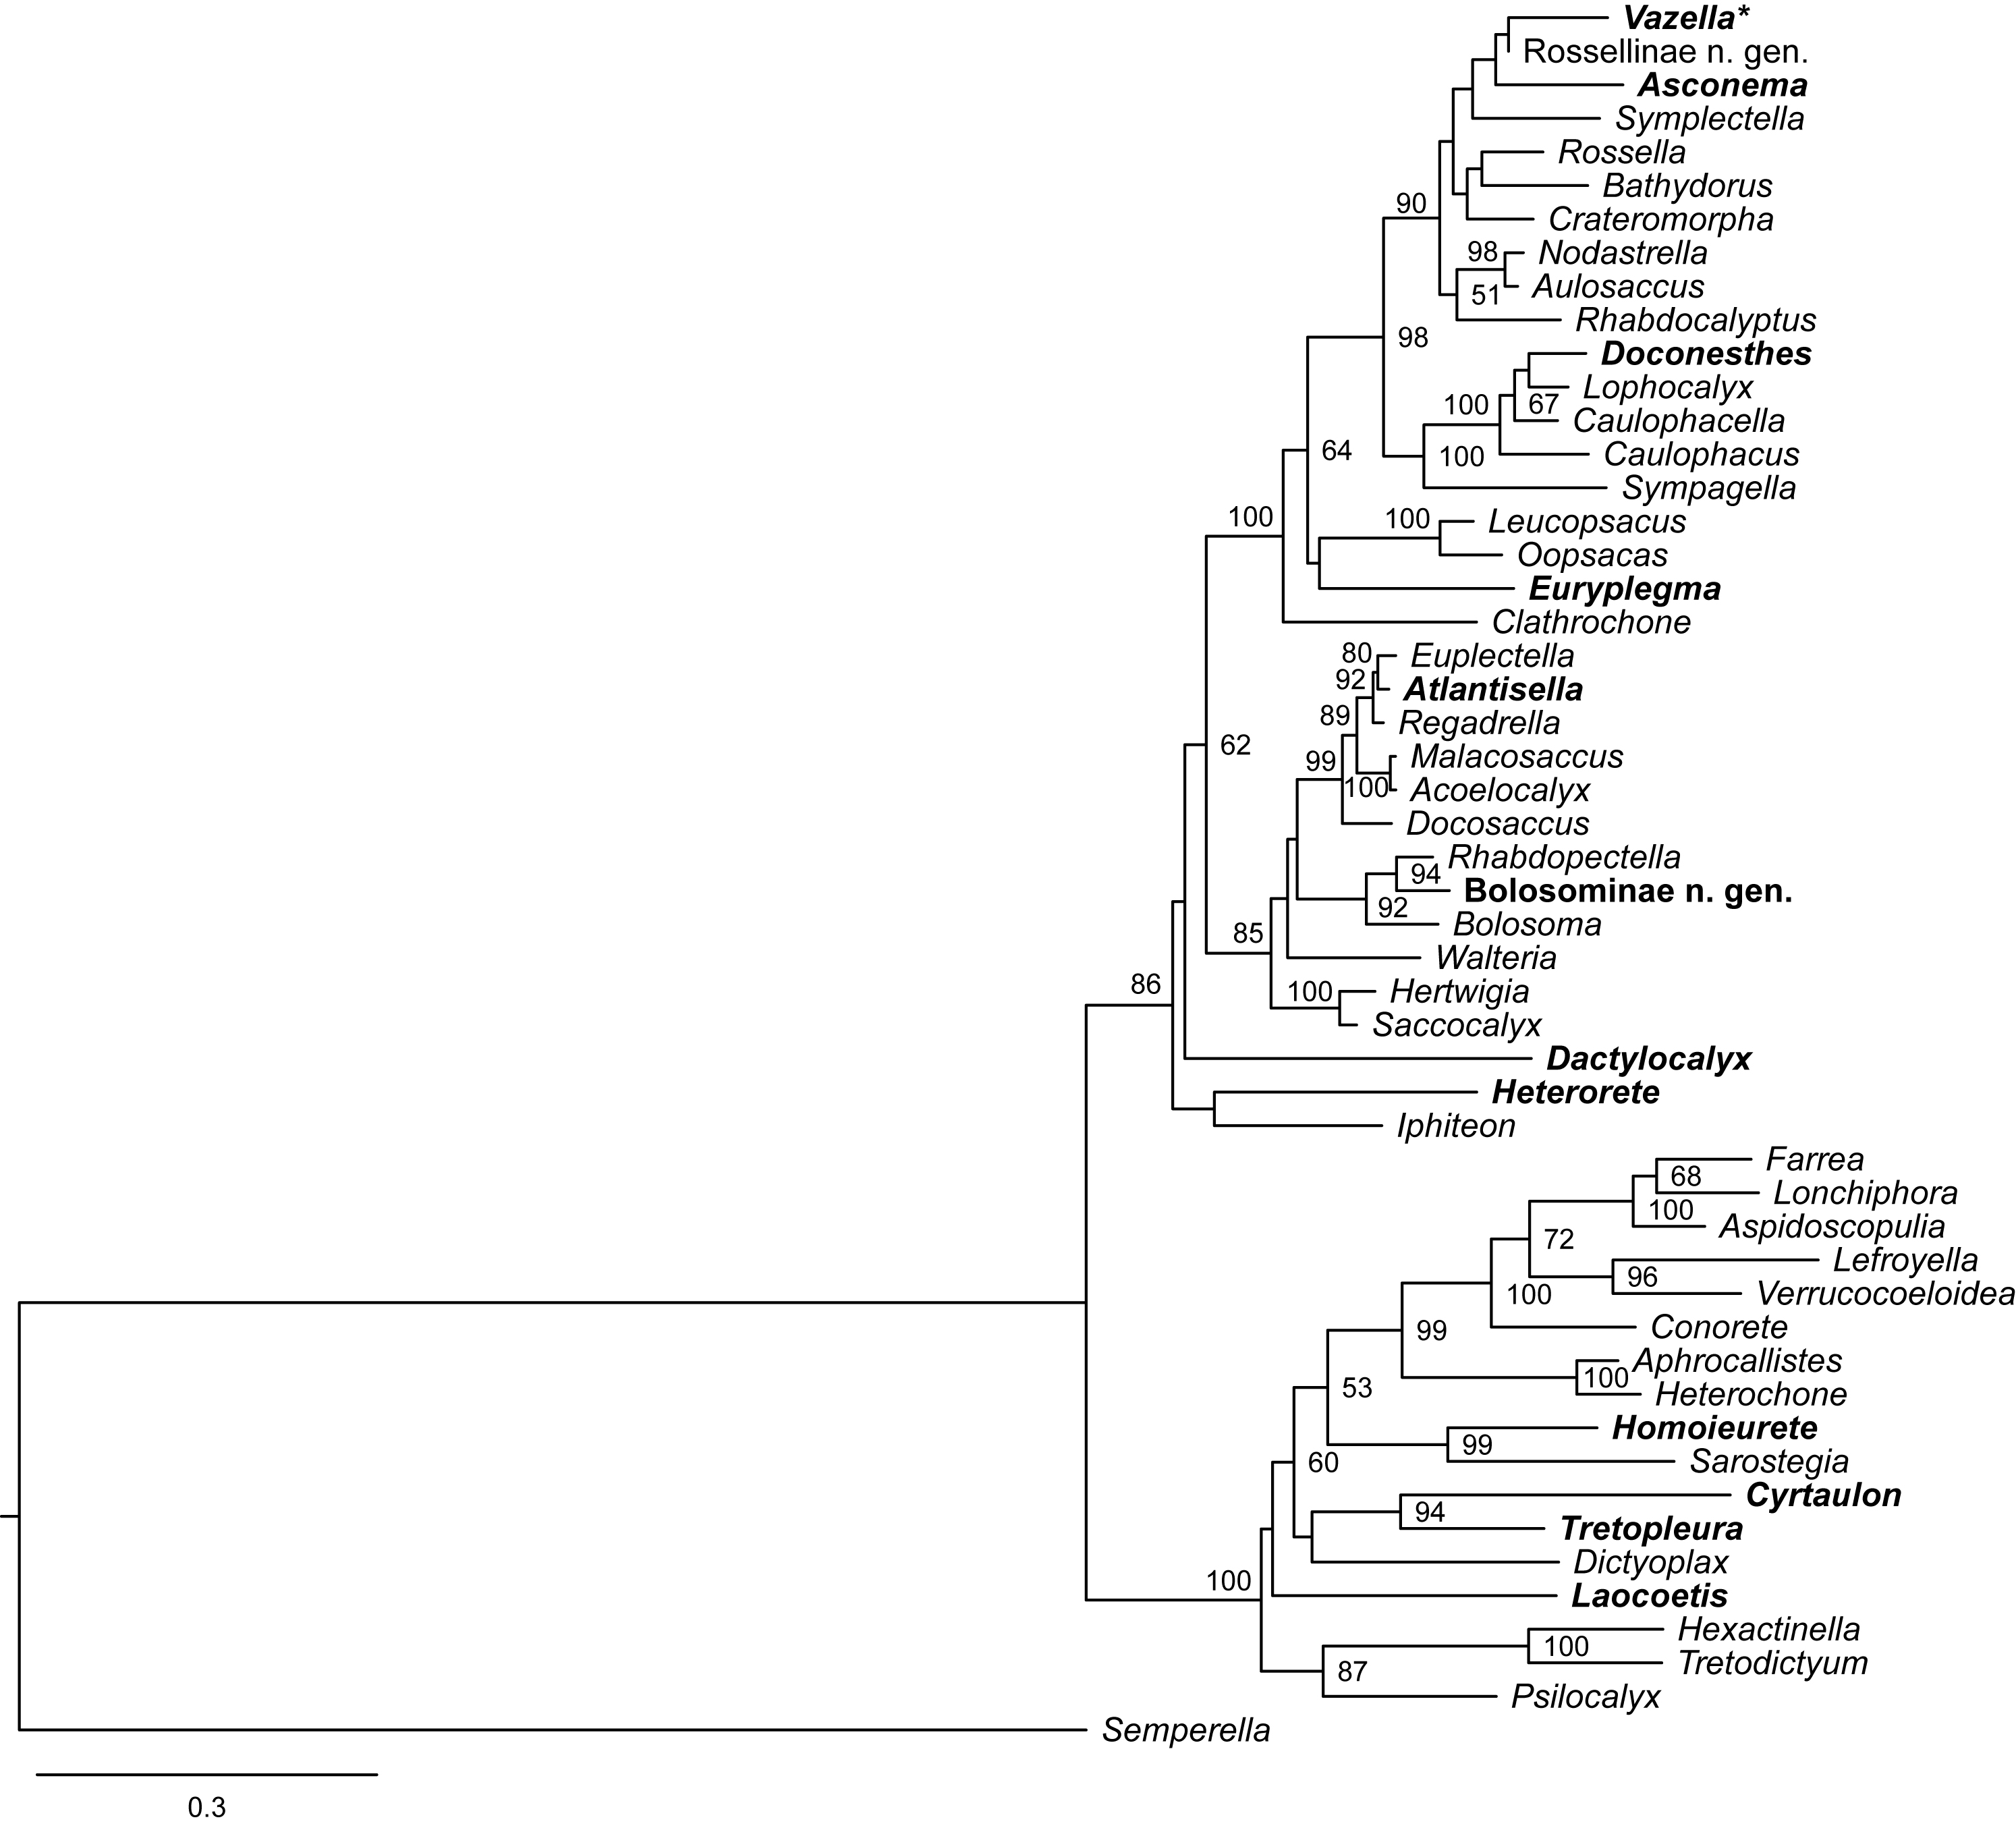 Vazella*
Rossellinae n. gen.
Asconema
Symplectella
Rossella
Bathydorus
90
Crateromorpha
98
Nodastrella
Aulosaccus
51
Rhabdocalyptus
98
Doconesthes
Lophocalyx
100
67
Caulophacella
64
100
Caulophacus
Sympagella
100
100
Leucopsacus
Oopsacas
Euryplegma
Clathrochone
80
Euplectella
92
Atlantisella
89
Regadrella
62
99
Malacosaccus
100
Acoelocalyx
Docosaccus
Rhabdopectella
94
Bolosominae n. gen.
92
Bolosoma
85
Walteria
86
100
Hertwigia
Saccocalyx
Dactylocalyx
Heterorete
Iphiteon
Farrea
68
Lonchiphora
100
Aspidoscopulia
72
Lefroyella
96
100
Verrucocoeloidea
99
Conorete
Aphrocallistes
100
53
Heterochone
Homoieurete
99
60
Sarostegia
Cyrtaulon
94
Tretopleura
Dictyoplax
100
Laocoetis
Hexactinella
100
Tretodictyum
87
Psilocalyx
Semperella
0.3